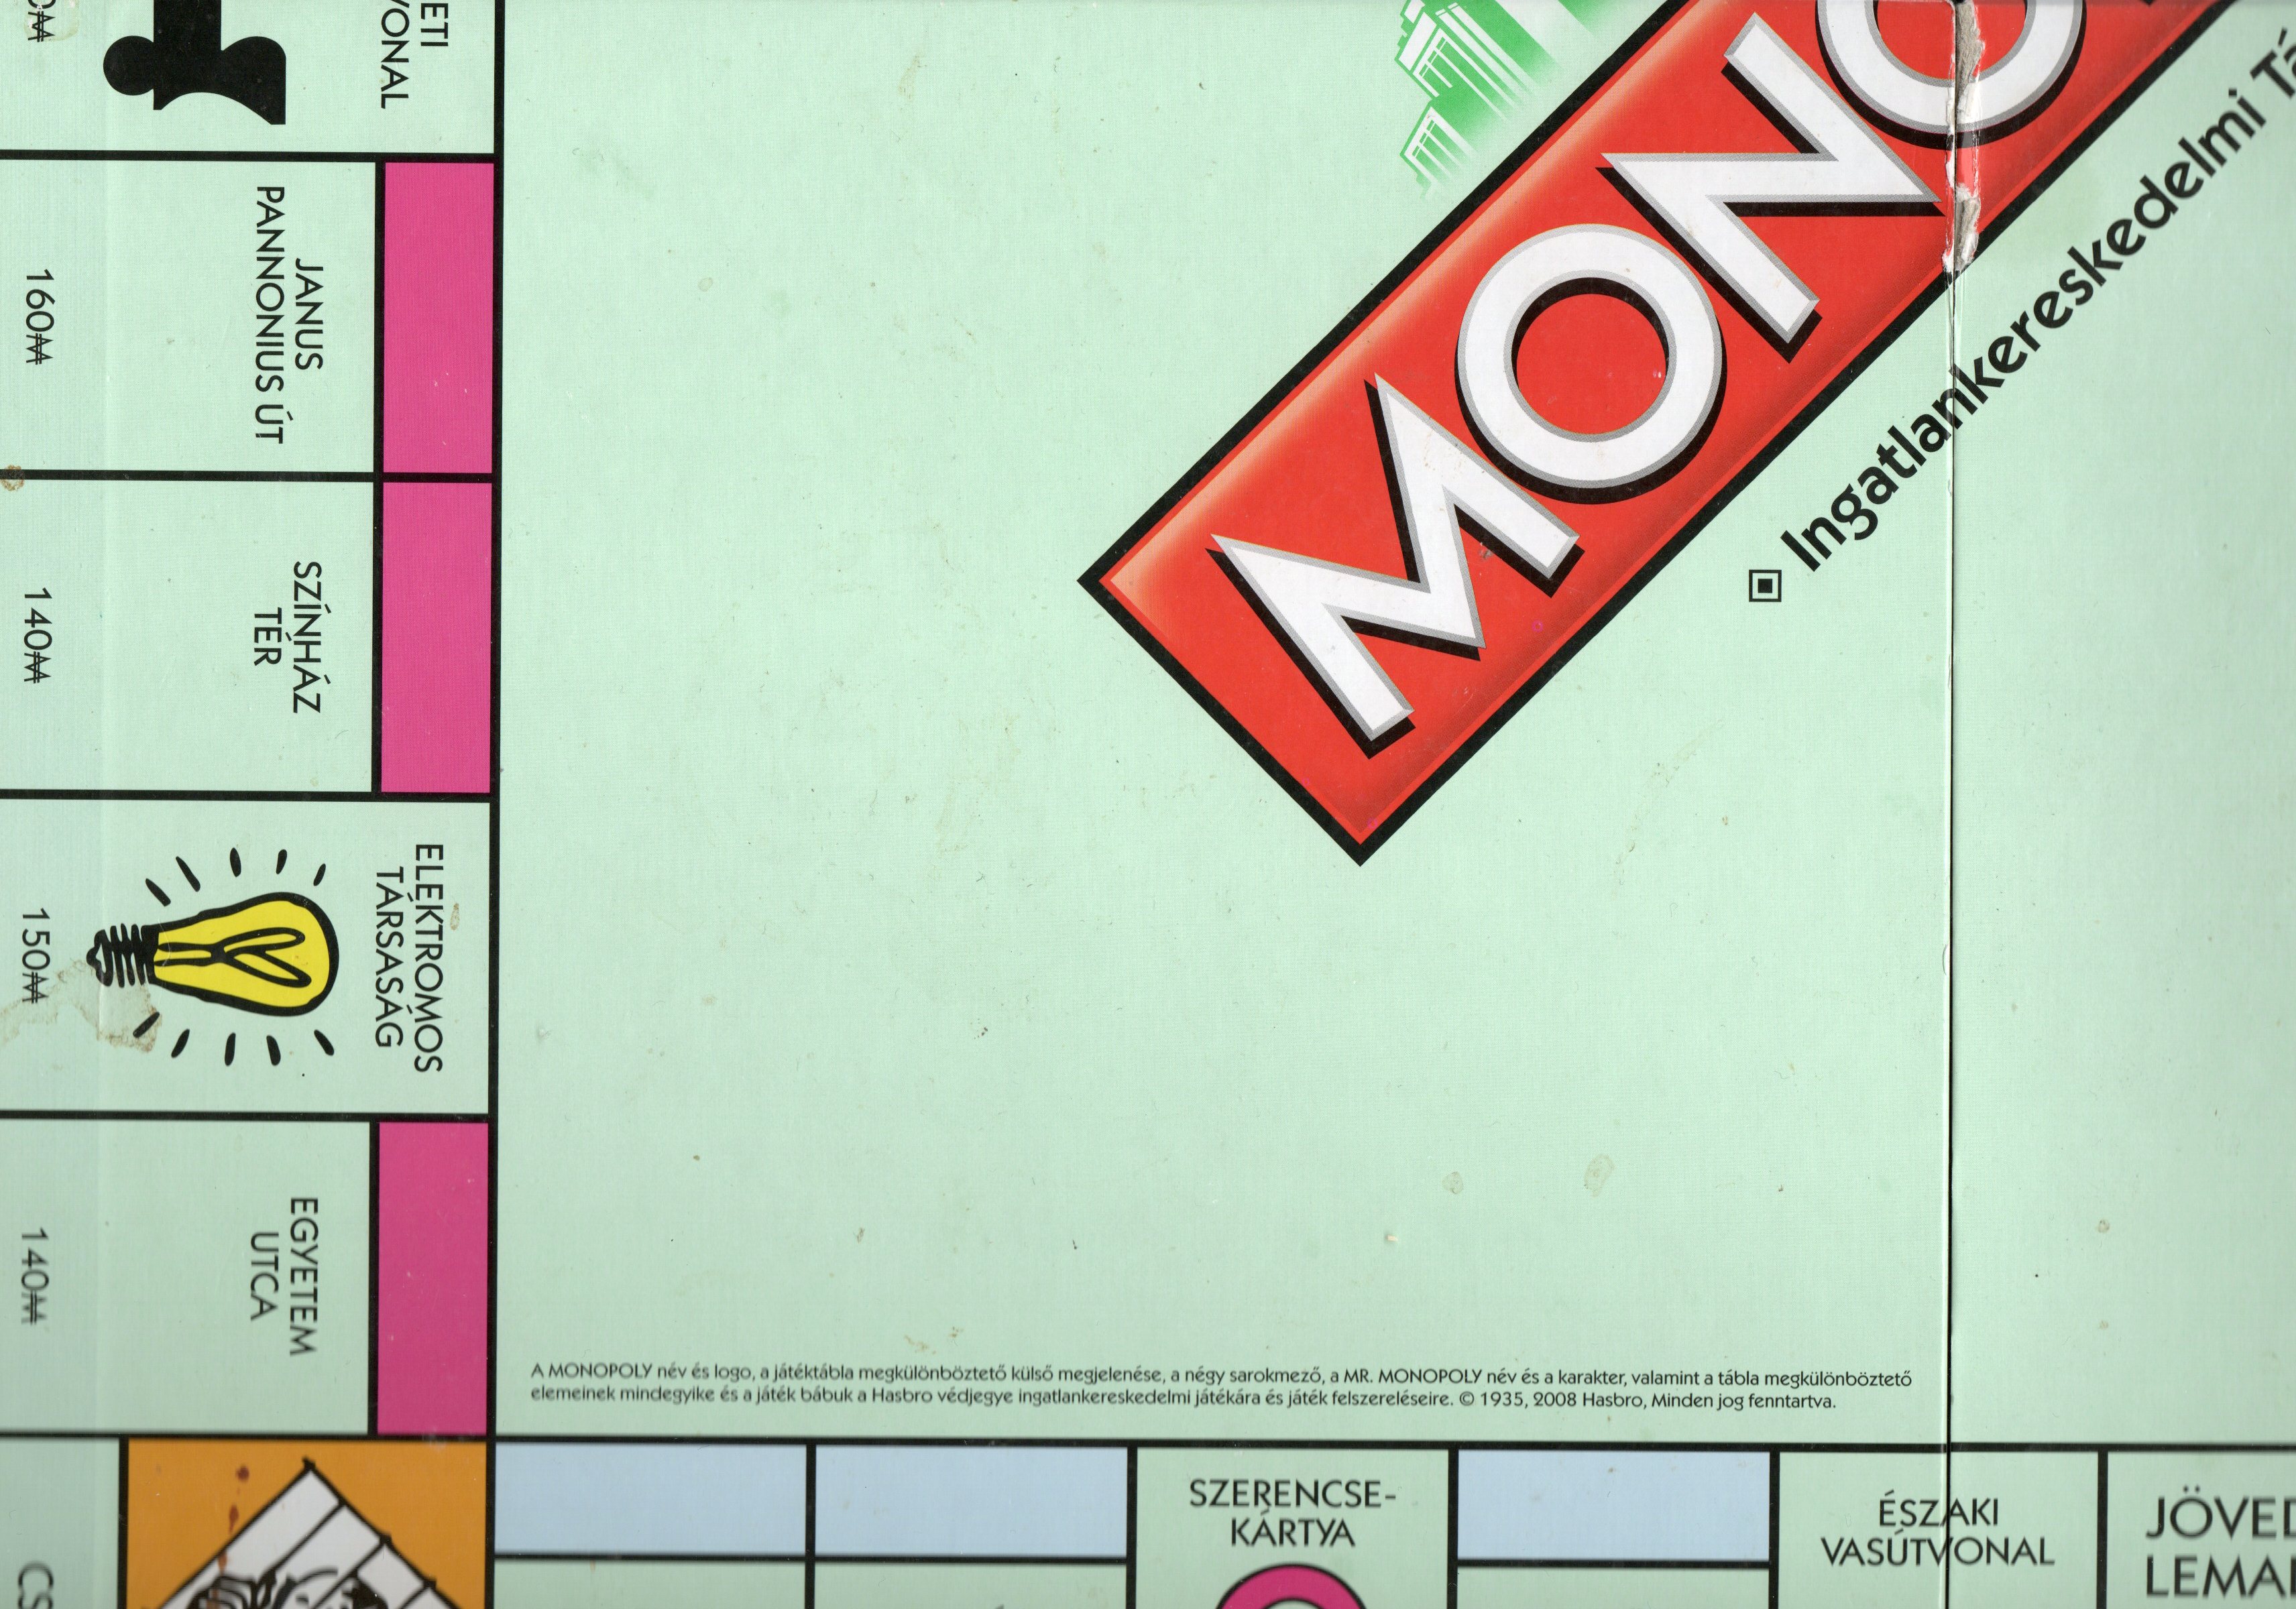 ETI
VONAL
JANUS
PANNONIUS ÚT
160₩
SZÍNHÁZ
TÉR
140₩
ELEKTROMOS
TÁRSASÁG
150₩
EGYETEM
UTCA
140₩
MONO
Ingatlankereskedelmi Tá
A MONOPOLY név és logo, a játéktábla megkülönböztető külső megjelenése, a négy sarokmező, a MR. MONOPOLY név és a karakter, valamint a tábla megkülönböztető
elemeinek mindegyike és a játék bábuk a Hasbro védjegye ingatlankereskedelmi játékára és játék felszereléseire. © 1935, 2008 Hasbro, Minden jog fenntartva.
SZERENCSE-
KÁRTYA
ÉSZAKI
VASÚTVONAL
JÖVED
LEMA
CS